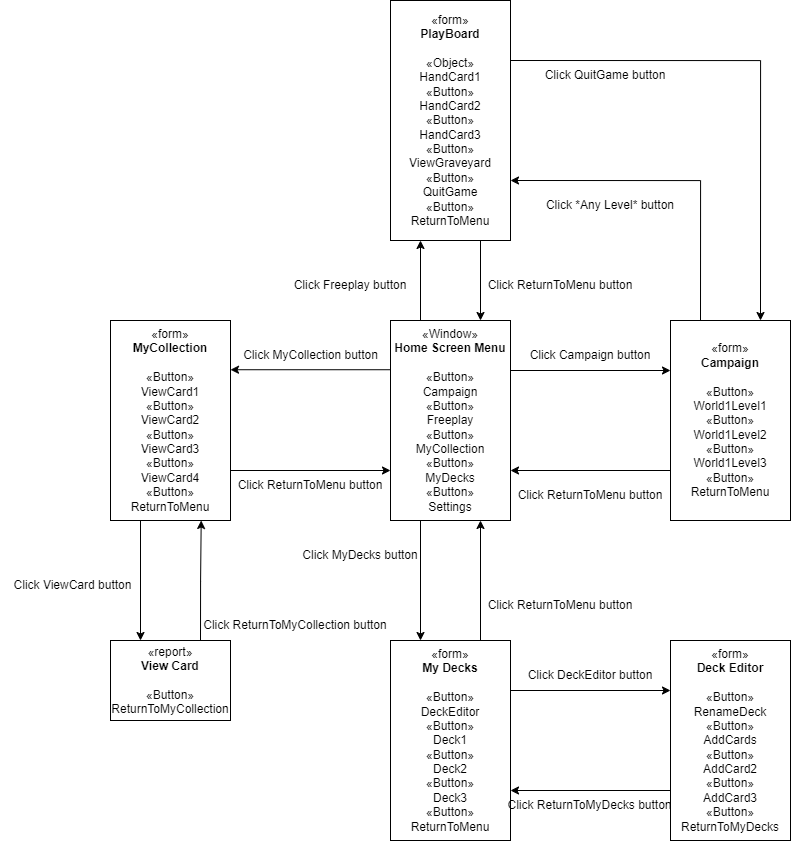 «form»
PlayBoard
«Object»
HandCard1
«Button»
HandCard2
«Button»
HandCard3
«Button»
ViewGraveyard
«Button»
QuitGame
«Button»
ReturnToMenu
Click QuitGame button
Click *Any Level* button
Click Freeplay button
Click ReturnToMenu button
«form»
MyCollection
«Button»
ViewCard1
«Button»
ViewCard2
«Button»
ViewCard3
«Button»
ViewCard4
«Button»
ReturnToMenu
Click MyCollection button
Click ReturnToMenu button
«Window»
Home Screen Menu
«Button»
Campaign
«Button»
Freeplay
«Button»
MyCollection
«Button»
MyDecks
«Button»
Settings
Click Campaign button
Click ReturnToMenu button
«form»
Campaign
«Button»
World1Level1
«Button»
World1Level2
«Button»
World1Level3
«Button»
ReturnToMenu
Click MyDecks button
Click ViewCard button
Click ReturnToMenu button
Click ReturnToMyCollection button
«report»
View Card
«Button»
ReturnToMyCollection
«form»
My Decks
«Button»
DeckEditor
«Button»
Deck1
«Button»
Deck2
«Button»
Deck3
«Button»
ReturnToMenu
Click DeckEditor button
Click ReturnToMyDecks button
«form»
Deck Editor
«Button»
RenameDeck
«Button»
AddCards
«Button»
AddCard2
«Button»
AddCard3
«Button»
ReturnToMyDecks